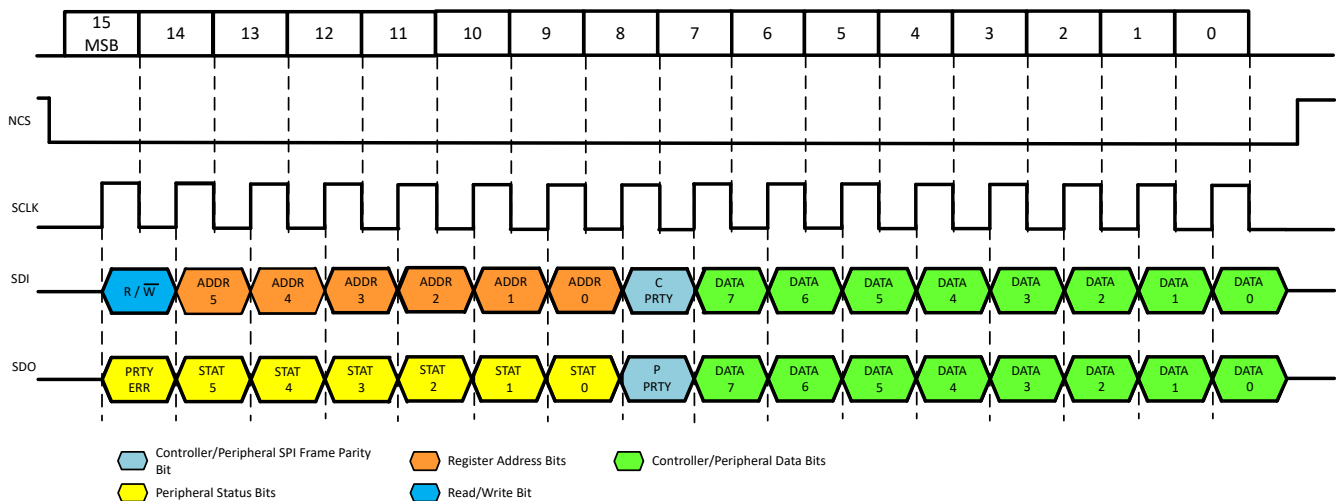 15
MSB
14
13
12
11
10
9
8
7
6
5
4
3
2
1
0
NCS
SCLK
SDI
R / W̅
ADDR
5
ADDR
4
ADDR
3
ADDR
2
ADDR
1
ADDR
0
C
PRTY
DATA
7
DATA
6
DATA
5
DATA
4
DATA
3
DATA
2
DATA
1
DATA
0
SDO
PRTY
ERR
STAT
5
STAT
4
STAT
3
STAT
2
STAT
1
STAT
0
P
PRTY
DATA
7
DATA
6
DATA
5
DATA
4
DATA
3
DATA
2
DATA
1
DATA
0
Controller/Peripheral SPI Frame Parity
Bit
Register Address Bits
Controller/Peripheral Data Bits
Peripheral Status Bits
Read/Write Bit